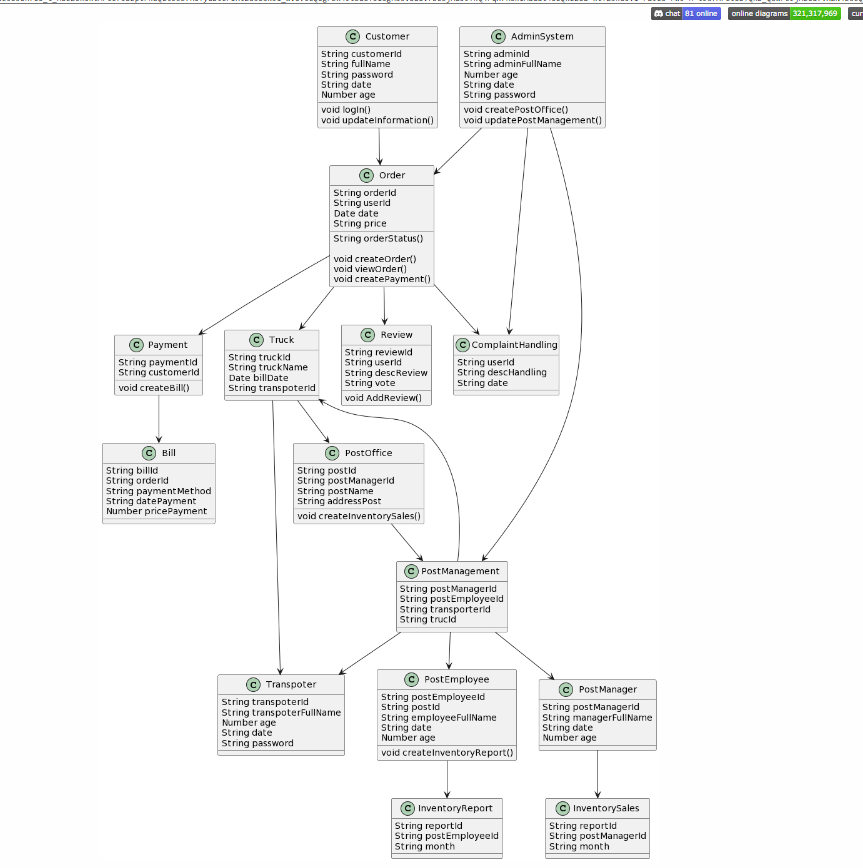 chat 81 online
online diagrams 321,317,969
C Customer
String customerId
String fullName
String password
String date
Number age
void logIn()
void updateInformation()
C AdminSystem
String adminId
String adminFullName
Number age
String date
String password
void createPostOffice()
void updatePostManagement()
C Order
String orderId
String userId
Date date
String price
String orderStatus()
void createOrder()
void viewOrder()
void createPayment()
C Payment
String paymentId
String customerId
void createBill()
C Truck
String truckId
String truckName
Date billDate
String transpoterId
C Review
String reviewId
String userId
String descReview
String vote
void AddReview()
C ComplaintHandling
String userId
String descHandling
String date
C Bill
String billId
String orderId
String paymentMethod
String datePayment
Number pricePayment
C PostOffice
String postId
String postManagerId
String postName
String addressPost
void createInventorySales()
C PostManagement
String postManagerId
String postEmployeeId
String transporterId
String trucId
C Transpoter
String transpoterId
String transpoterFullName
Number age
String date
String password
C PostEmployee
String postEmployeeId
String postId
String employeeFullName
String date
Number age
void createInventoryReport()
C PostManager
String postManagerId
String managerFullName
String date
Number age
C InventoryReport
String reportId
String postEmployeeId
String month
C InventorySales
String reportId
String postManagerId
String month